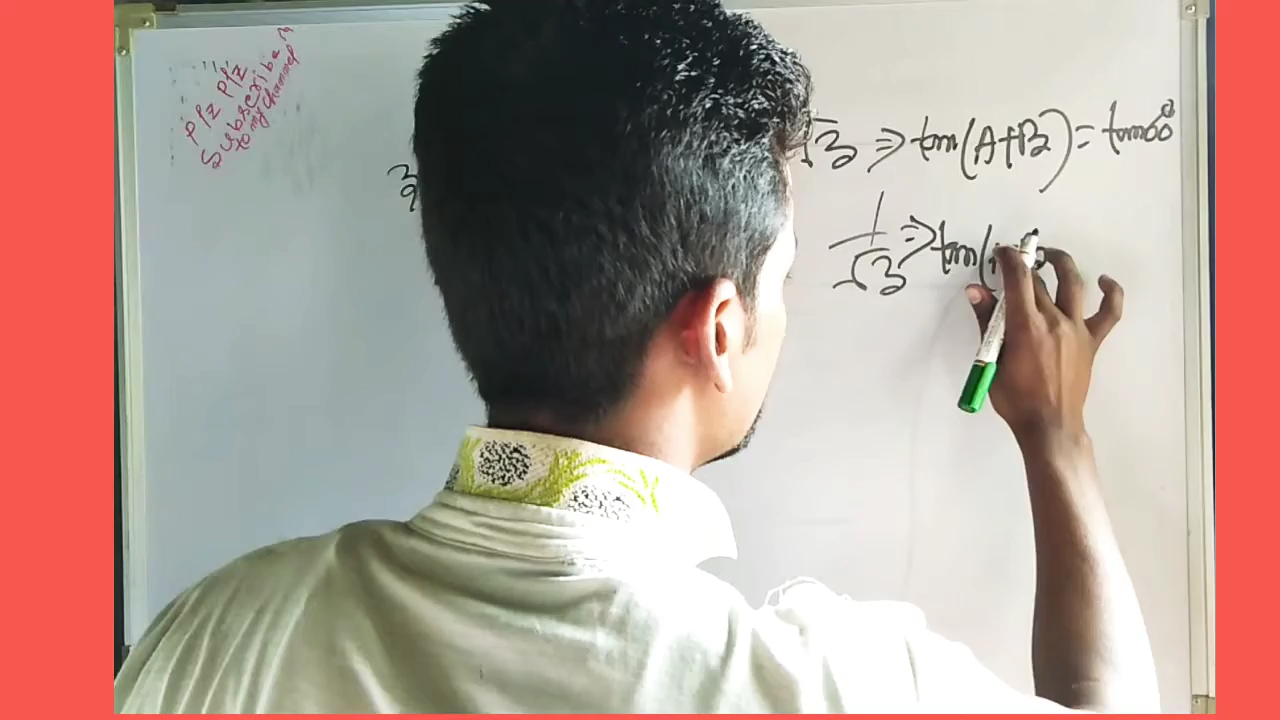 plz plz
Subscribe
to my channel
√3 ⇒ tan(A+B) = tan60°
1/√3 ⇒ tan(